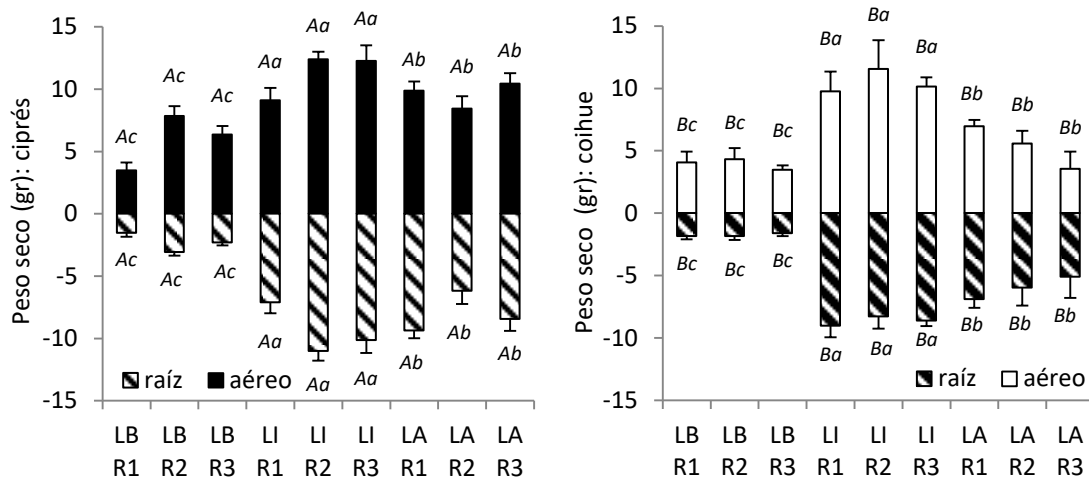 Peso seco (gr): ciprés
15
10
5
0
-5
-10
-15
Ac
Ac
Ac
Aa
Aa
Aa
Ab
Ab
Ab
Ac
Ac
Ac
Aa
Aa
Aa
Ab
Ab
Ab
raíz aéreo
LB LB LB LI LI LI LA LA LA
R1 R2 R3 R1 R2 R3 R1 R2 R3
Peso seco (gr): coihue
15
10
5
0
-5
-10
-15
Bc
Bc
Bc
Ba
Ba
Ba
Bb
Bb
Bb
Bc
Bc
Bc
Ba
Ba
Ba
Bb
Bb
Bb
raíz aéreo
LB LB LB LI LI LI LA LA LA
R1 R2 R3 R1 R2 R3 R1 R2 R3